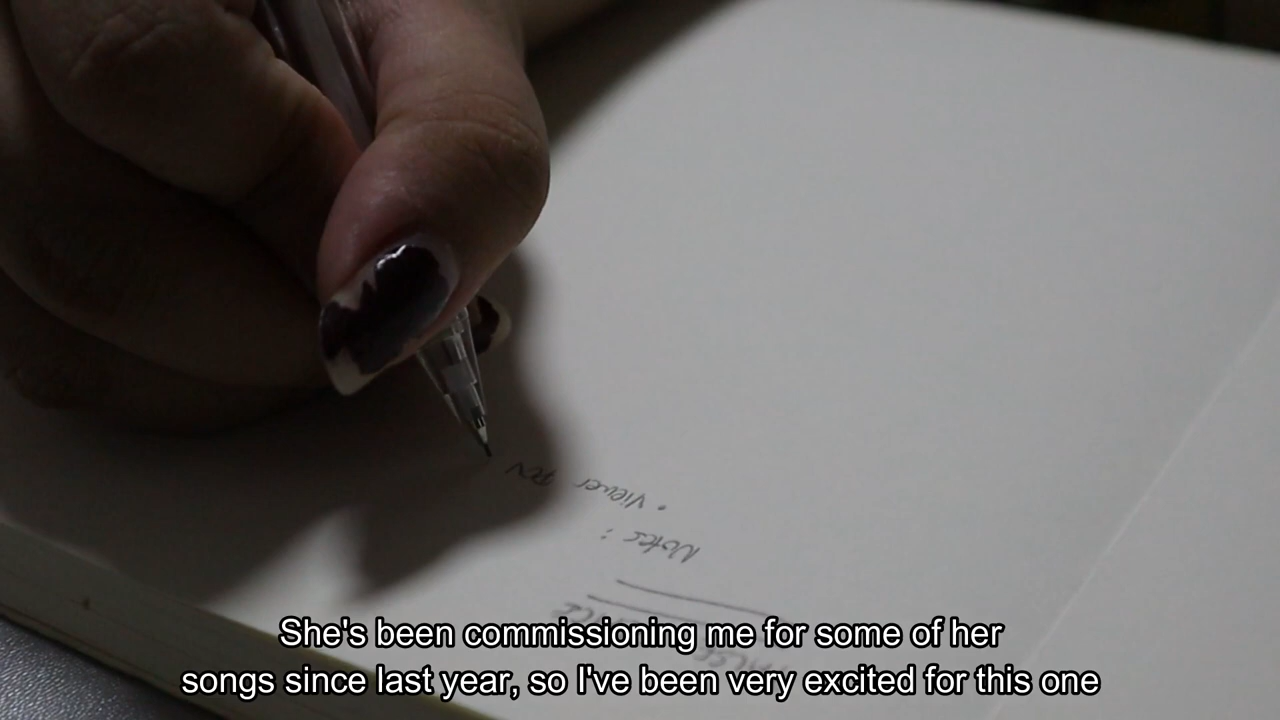 Notes :
• Viewer POV
She's been commissioning me for some of her
songs since last year, so I've been very excited for this one